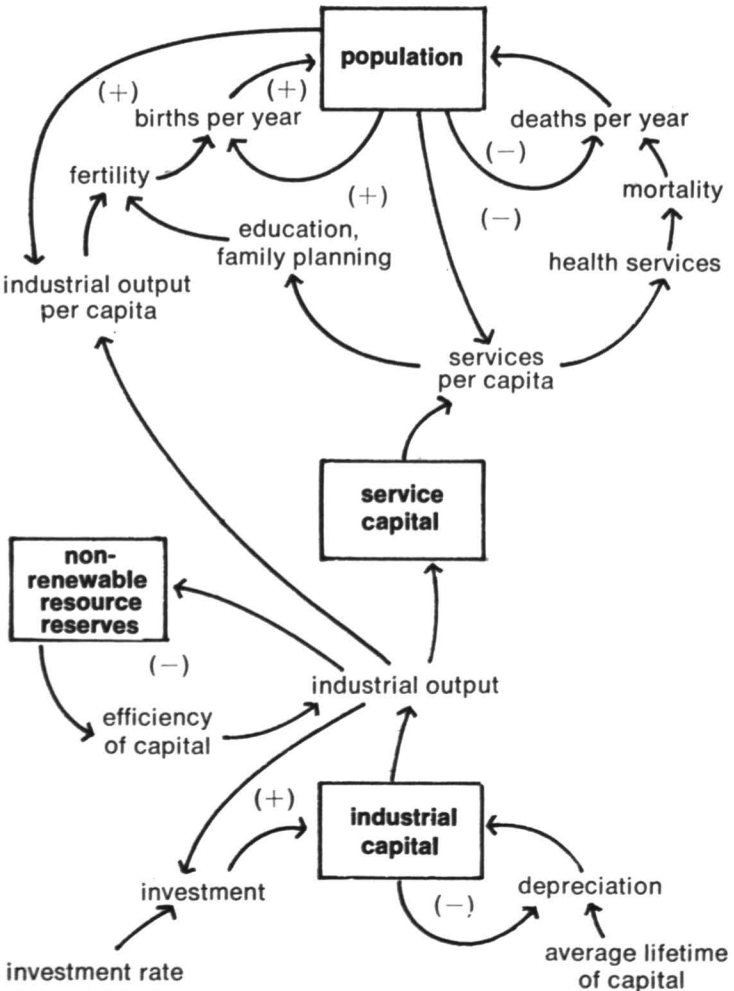 population
(+)
(+)
births per year
deaths per year
(−)
fertility
(+)
mortality
(−)
education,
family planning
health services
industrial output
per capita
services
per capita
service
capital
non-
renewable
resource
reserves
(−)
industrial output
efficiency
of capital
(+)
industrial
capital
investment
depreciation
(−)
average lifetime
of capital
investment rate